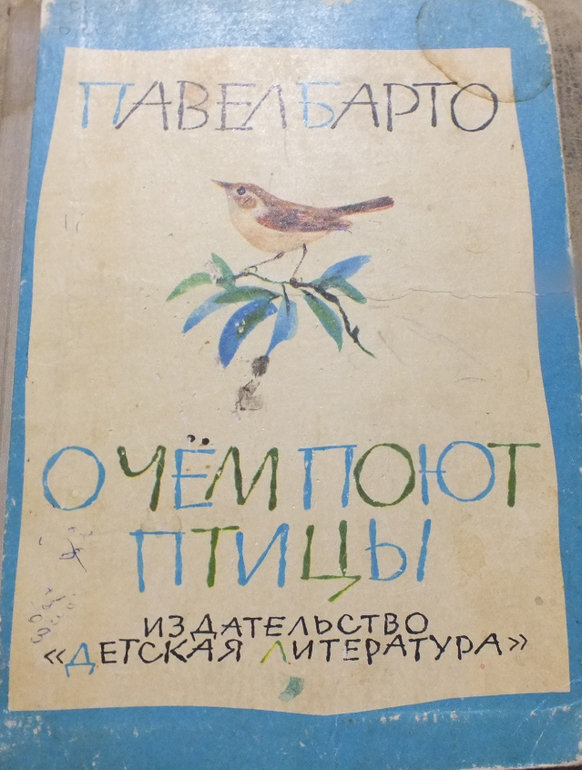 ПАВЕЛ БАРТО
О ЧЁМ ПОЮТ
ПТИЦЫ
ИЗДАТЕЛЬСТВО
«ДЕТСКАЯ ЛИТЕРАТУРА»